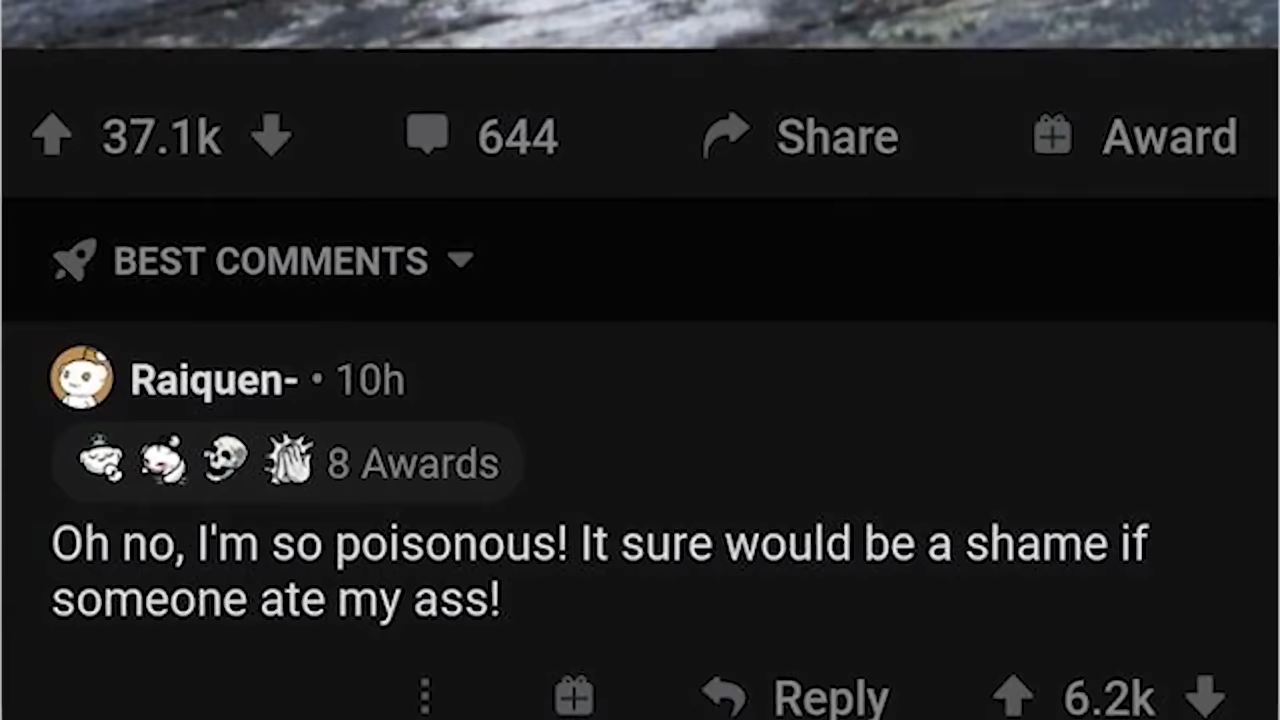 37.1k 644 Share Award
BEST COMMENTS
Raiquen- • 10h
8 Awards
Oh no, I'm so poisonous! It sure would be a shame if
someone ate my ass!
Reply 6.2k